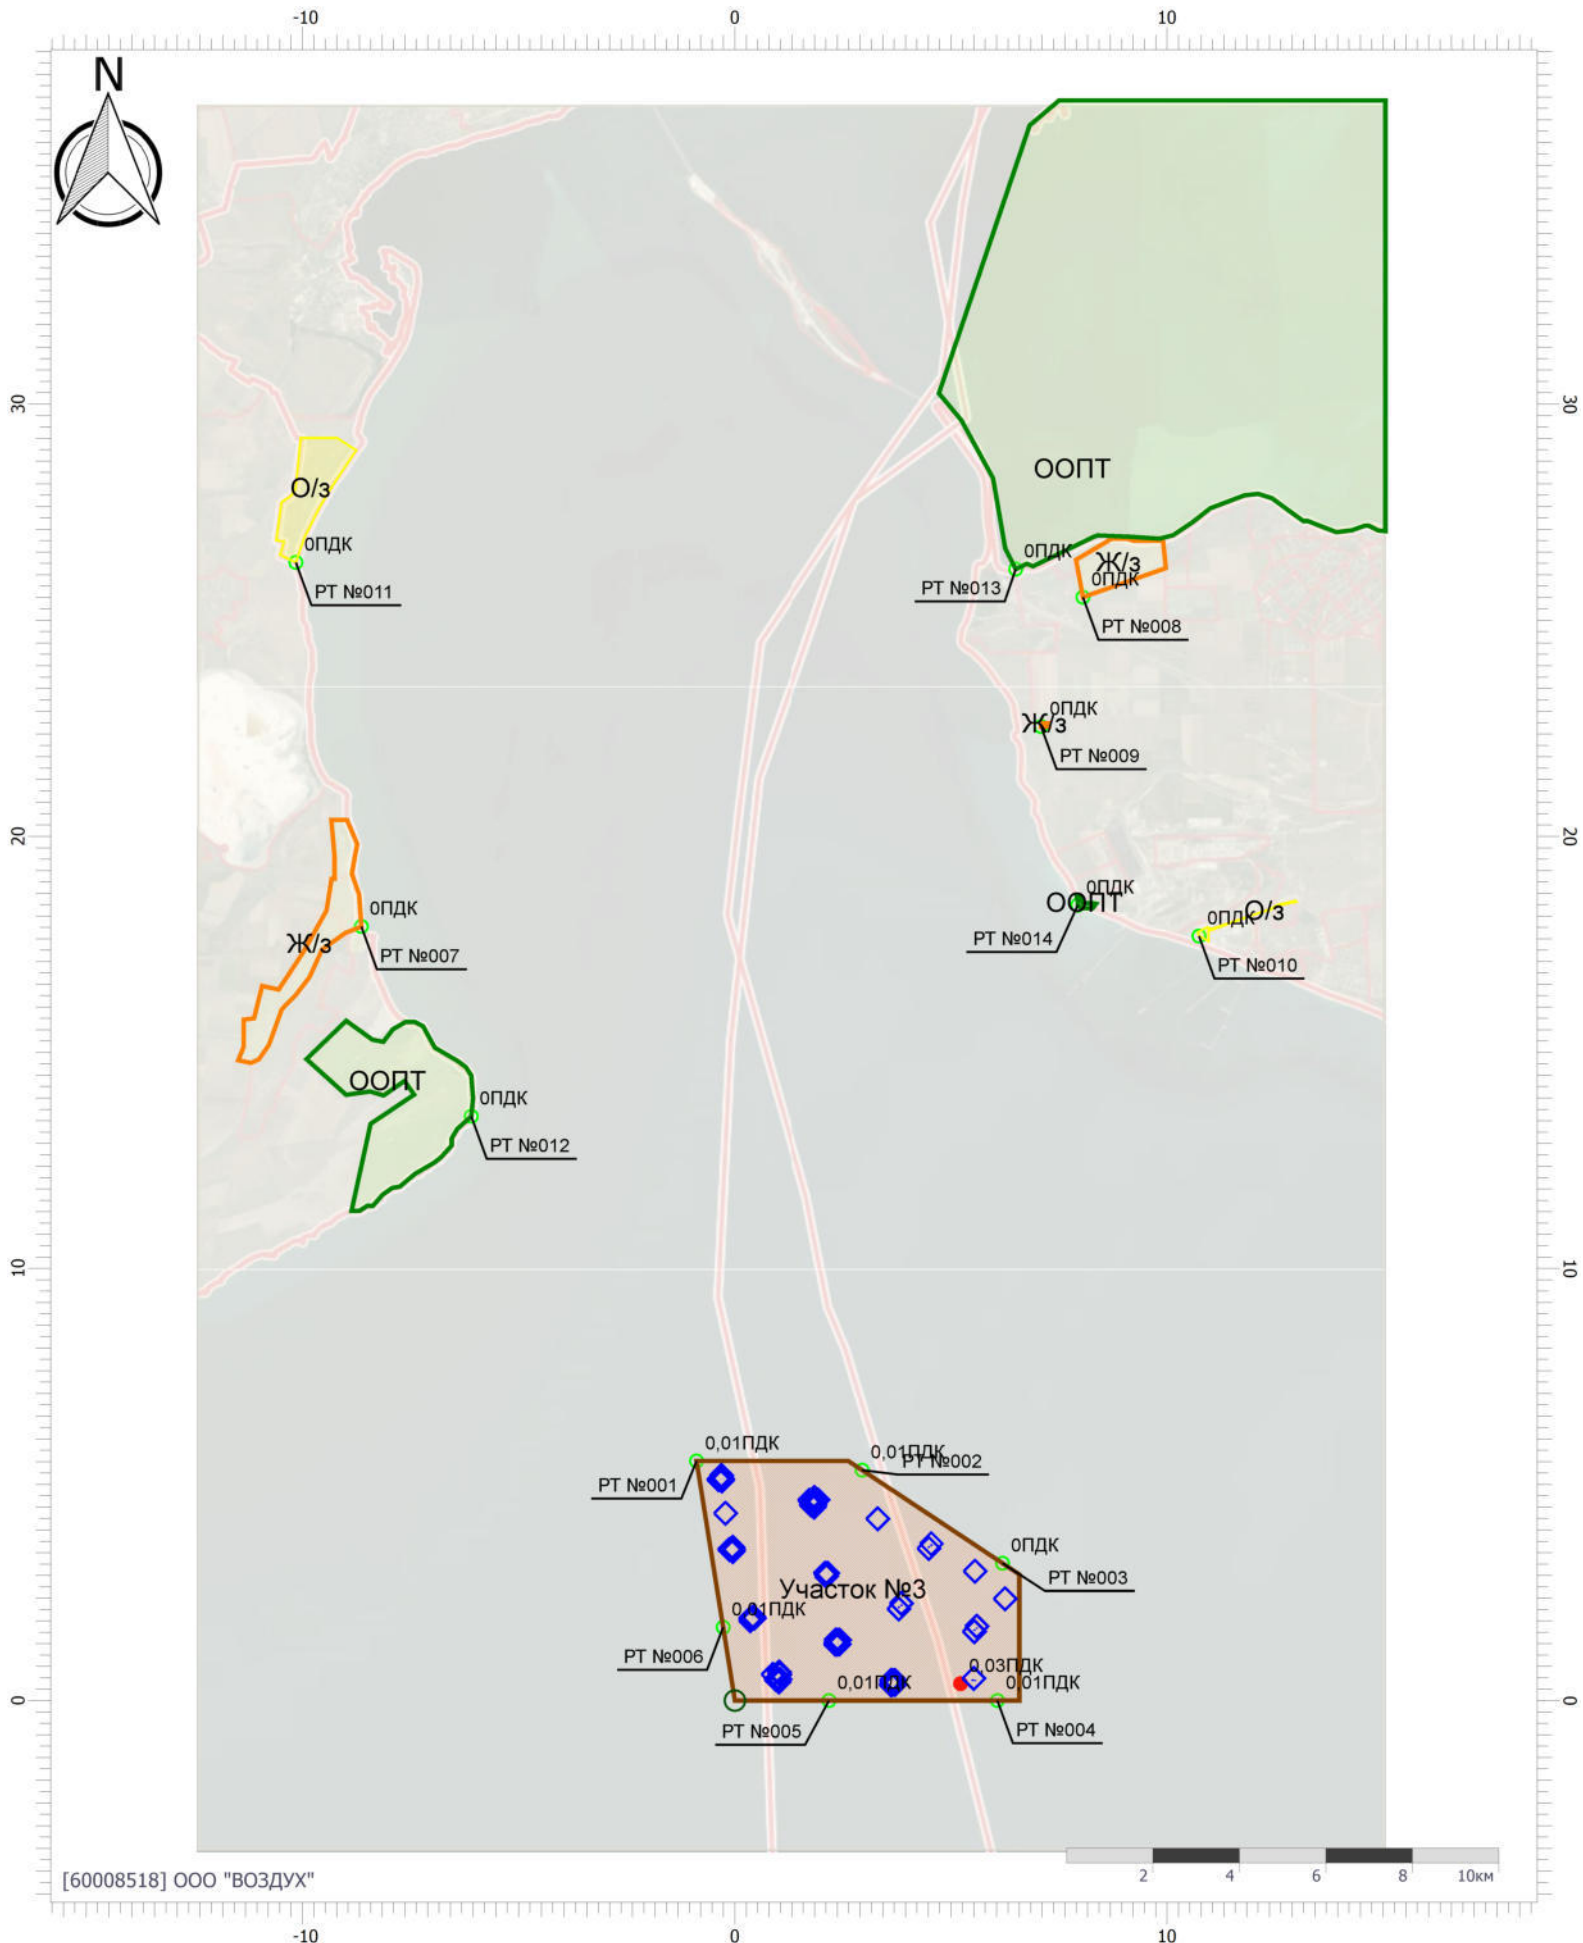 -10
0
10
N
30
30
ООПТ
О/з
0ПДК
0ПДК
Ж/з
РТ №011
РТ №013
0ПДК
РТ №008
0ПДК
Ж/з
РТ №009
20
20
0ПДК
ООПТ
0ПДК
О/з
0ПДК
Ж/з
РТ №007
РТ №014
РТ №010
ООПТ
0ПДК
РТ №012
10
10
0,01ПДК
0,01ПДК
РТ №002
РТ №001
0ПДК
РТ №003
Участок №3
0,01ПДК
РТ №006
0,03ПДК
0,01ПДК
0,01ПДК
0
0
РТ №005
РТ №004
[60008518] ООО "ВОЗДУХ"
2
4
6
8
10км
-10
0
10